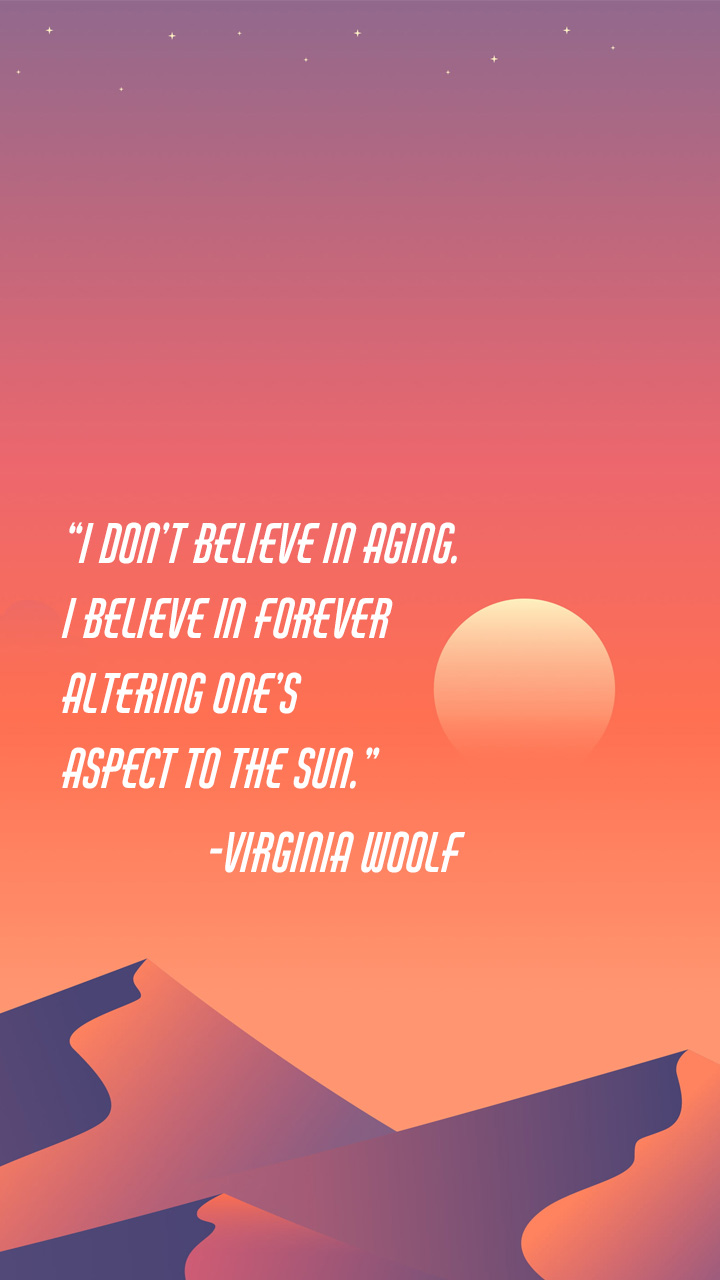 “I DON’T BELIEVE IN AGING.
I BELIEVE IN FOREVER
ALTERING ONE’S
ASPECT TO THE SUN.”
-VIRGINIA WOOLF